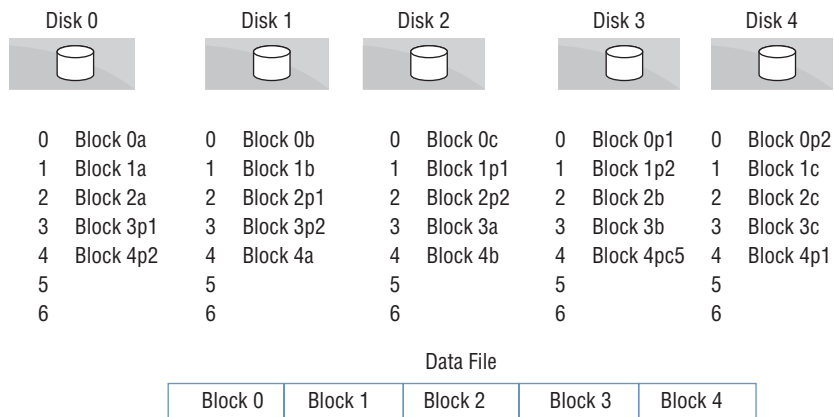 Disk 0 Disk 1 Disk 2 Disk 3 Disk 4
0 Block 0a 0 Block 0b 0 Block 0c 0 Block 0p1 0 Block 0p2
1 Block 1a 1 Block 1b 1 Block 1p1 1 Block 1p2 1 Block 1c
2 Block 2a 2 Block 2p1 2 Block 2p2 2 Block 2b 2 Block 2c
3 Block 3p1 3 Block 3p2 3 Block 3a 3 Block 3b 3 Block 3c
4 Block 4p2 4 Block 4a 4 Block 4b 4 Block 4pc5 4 Block 4p1
5 5 5 5 5
6 6 6 6 6
Data File
Block 0 Block 1 Block 2 Block 3 Block 4